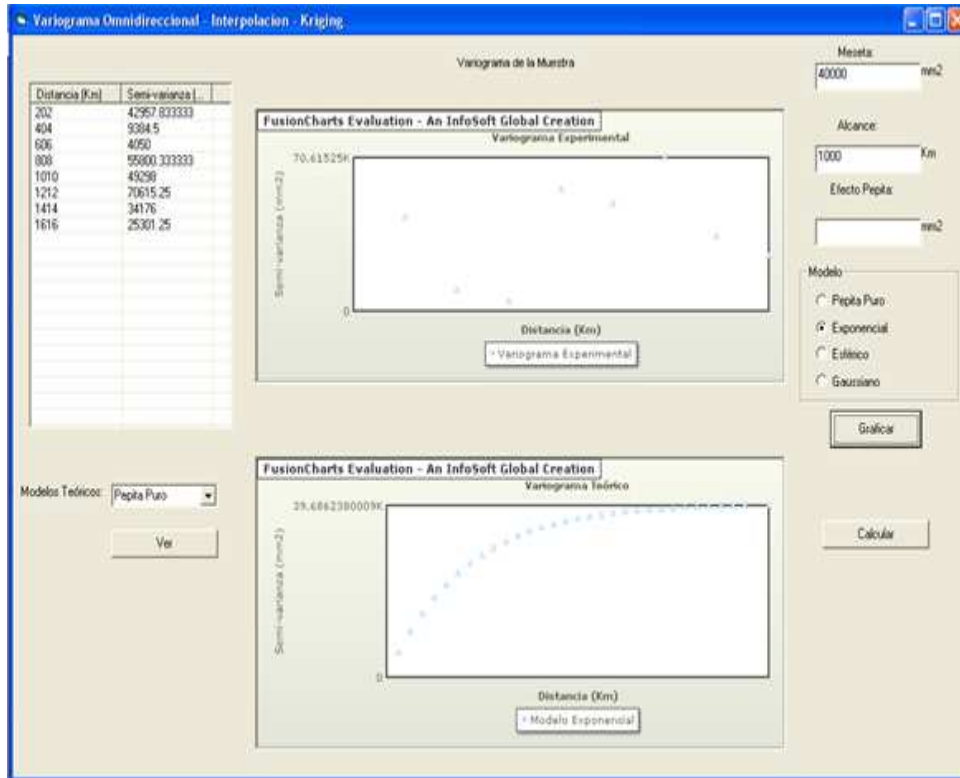 Variograma Omnidireccional - Interpolacion - Kriging
Variograma de la Muestra
Distancia (Km) Semi-varianza (...
202 42957.833333
404 9384.5
606 4050
808 55800.333333
1010 49298
1212 70615.25
1414 34176
1616 25301.25
Modelos Teóricos: Pepita Puro
Ver
FusionCharts Evaluation - An InfoSoft Global Creation
Variograma Experimental
70.61525K
Semi-varianza (mm2)
0
Distancia (Km)
Variograma Experimental
FusionCharts Evaluation - An InfoSoft Global Creation
Variograma Teórico
39.6862380009K
Semi-varianza (mm2)
0
Distancia (Km)
Modelo Exponencial
Meseta:
40000 mm2
Alcance:
1000 Km
Efecto Pepita:
mm2
Modelo
Pepita Puro
Exponencial
Esférico
Gaussiano
Graficar
Calcular